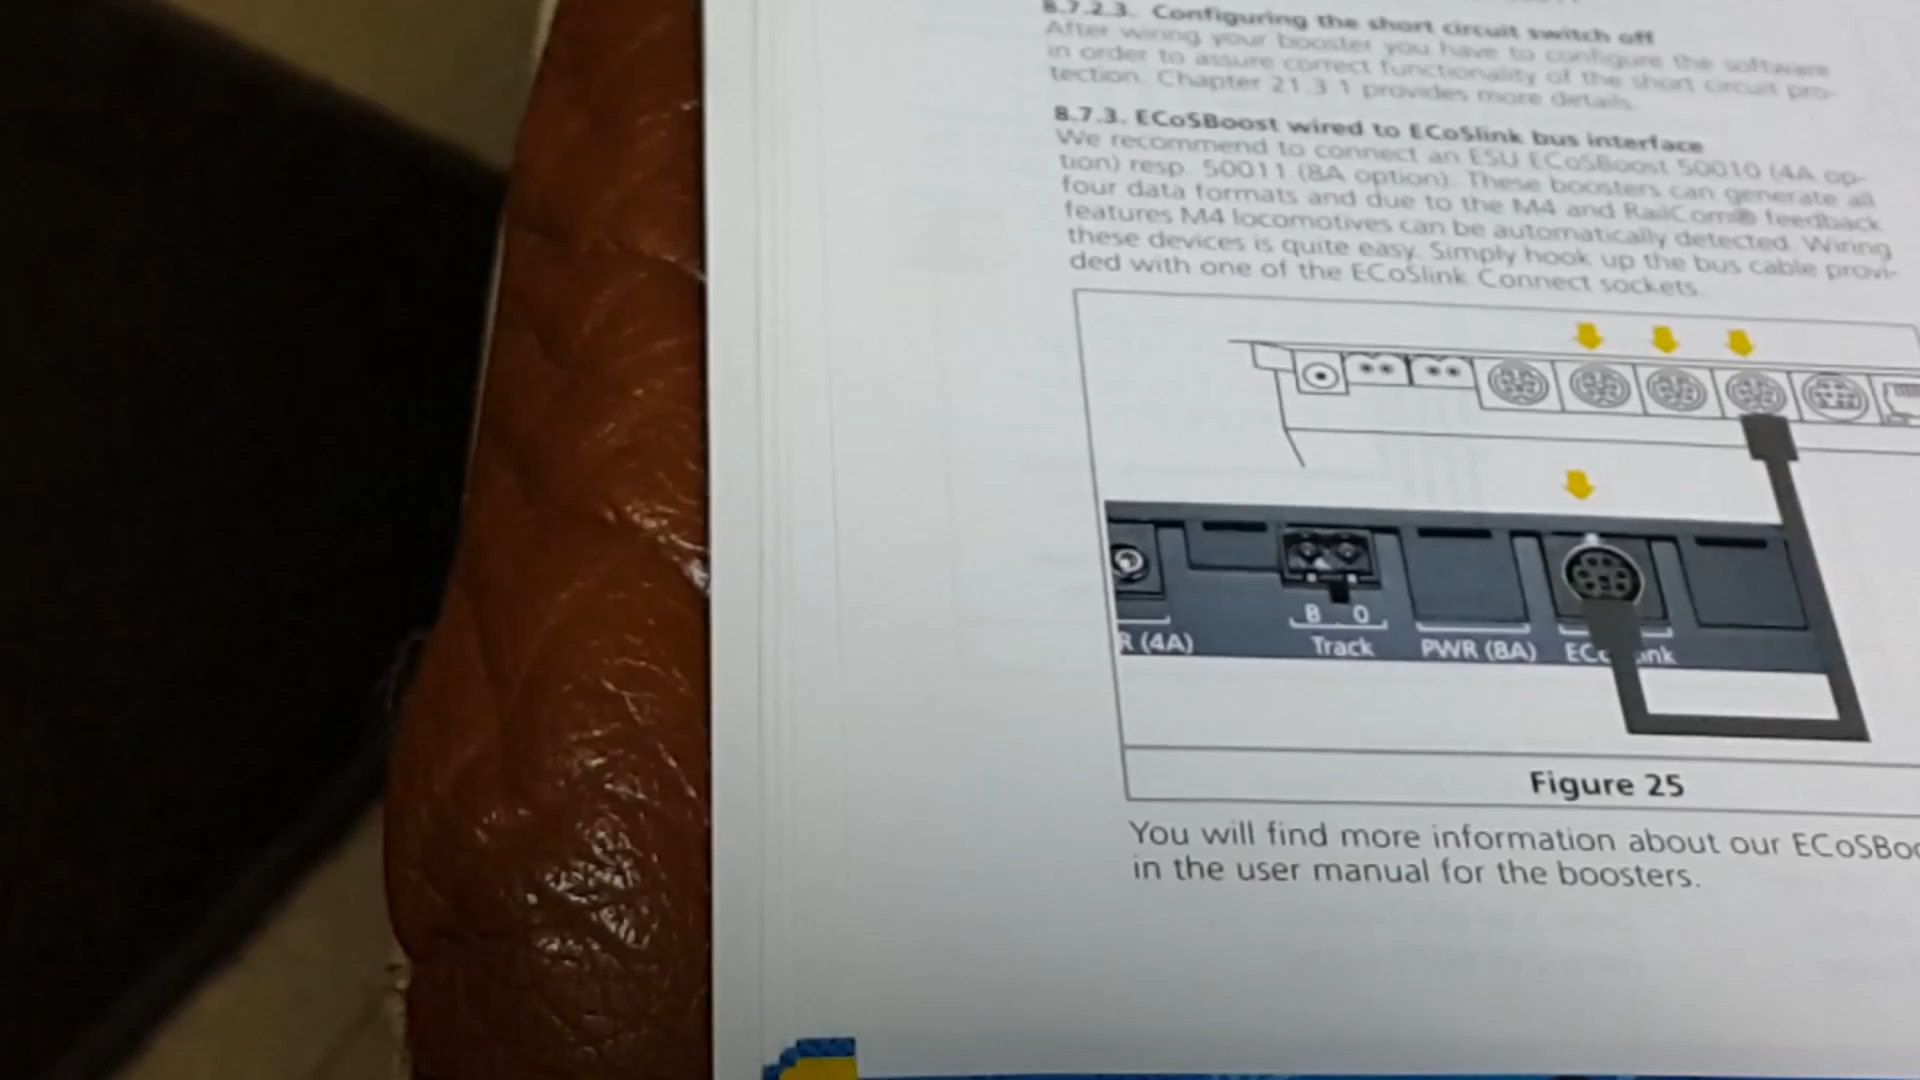 8.7.2.3. Configuring the short circuit switch off
After wiring your booster you have to configure the software
in order to assure correct functionality of the short circuit pro-
tection. Chapter 21.3.1 provides more details.
8.7.3. ECoSBoost wired to ECoSlink bus interface
We recommend to connect an ESU ECoSBoost 50010 (4A op-
tion) resp. 50011 (8A option). These boosters can generate all
four data formats and due to the M4 and RailCom® feedback
features M4 locomotives can be automatically detected. Wiring
these devices is quite easy. Simply hook up the bus cable provi-
ded with one of the ECoSlink Connect sockets.
B O
R (4A) Track PWR (8A) ECo ink
Figure 25
You will find more information about our ECoSBoo
in the user manual for the boosters.